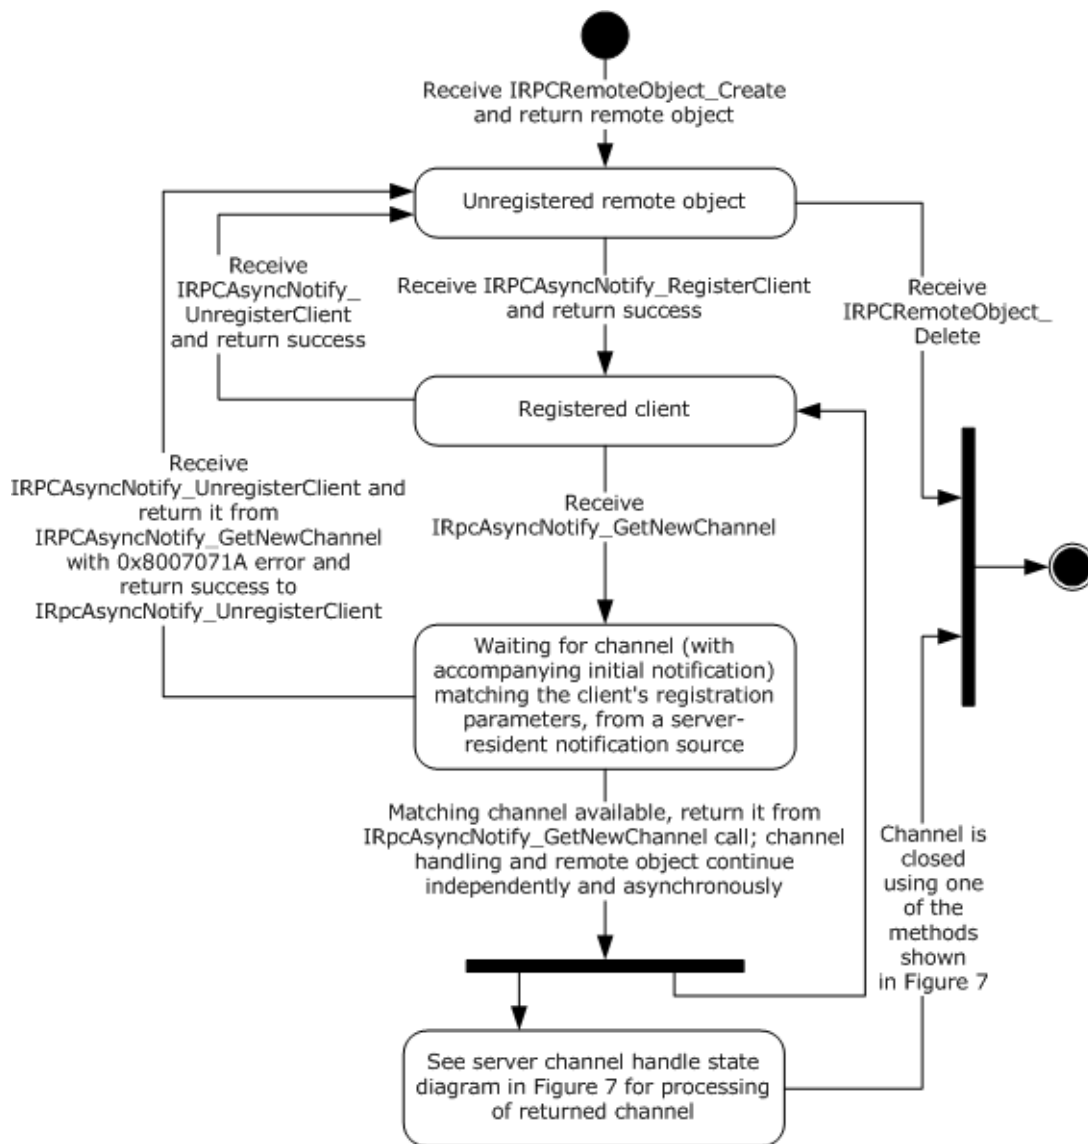 Receive IRPCRemoteObject_Create
and return remote object
Unregistered remote object
Receive
IRPCAsyncNotify_
UnregisterClient
and return success
Receive IRPCAsyncNotify_RegisterClient
and return success
Receive
IRPCRemoteObject_
Delete
Registered client
Receive
IRPCAsyncNotify_UnregisterClient and
return it from
IRPCAsyncNotify_GetNewChannel
with 0x8007071A error and
return success to
IRpcAsyncNotify_UnregisterClient
Receive
IRpcAsyncNotify_GetNewChannel
Waiting for channel (with
accompanying initial notification)
matching the client's registration
parameters, from a server-
resident notification source
Matching channel available, return it from
IRpcAsyncNotify_GetNewChannel call; channel
handling and remote object continue
independently and asynchronously
Channel is
closed
using one
of the
methods
shown
in Figure 7
See server channel handle state
diagram in Figure 7 for processing
of returned channel